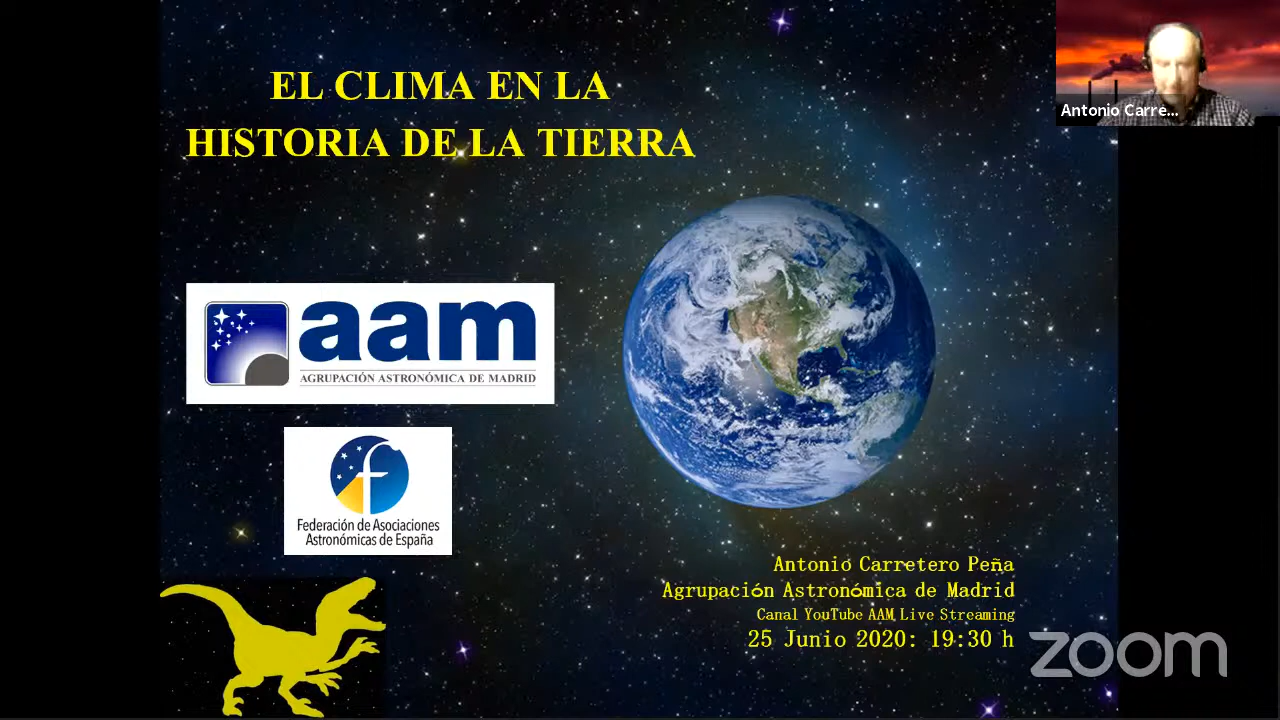 EL CLIMA EN LA
HISTORIA DE LA TIERRA
Antonio Carre...
aam
AGRUPACIÓN ASTRONÓMICA DE MADRID
f
Federación de Asociaciones
Astronómicas de España
Antonio Carretero Peña
Agrupación Astronómica de Madrid
Canal YouTube AAM Live Streaming
25 Junio 2020: 19:30 h
zoom